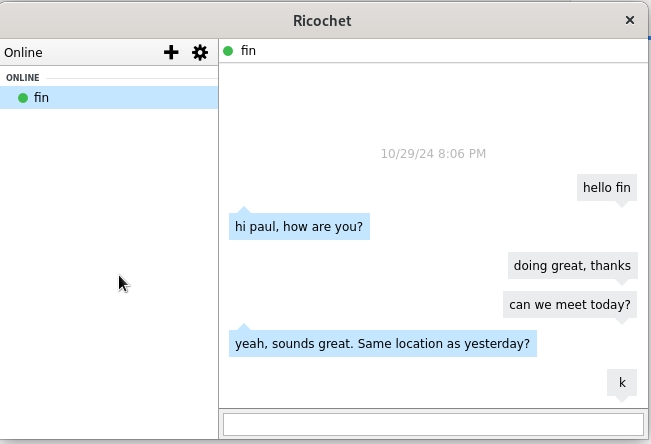 Ricochet
Online
fin
ONLINE
fin
10/29/24 8:06 PM
hello fin
hi paul, how are you?
doing great, thanks
can we meet today?
yeah, sounds great. Same location as yesterday?
k